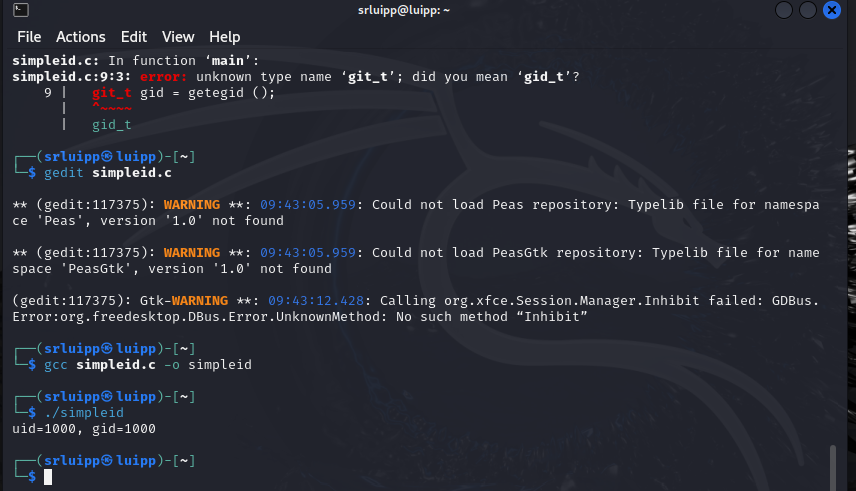 srluipp@luipp: ~
File Actions Edit View Help
simpleid.c: In function ‘main’:
simpleid.c:9:3: error: unknown type name ‘git_t’; did you mean ‘gid_t’?
    9 |   git_t gid = getegid ();
      |   ^~~~~
      |   gid_t
┌──(srluipp㉿luipp)-[~]
└─$ gedit simpleid.c
** (gedit:117375): WARNING **: 09:43:05.959: Could not load Peas repository: Typelib file for namespa
ce 'Peas', version '1.0' not found
** (gedit:117375): WARNING **: 09:43:05.959: Could not load PeasGtk repository: Typelib file for name
space 'PeasGtk', version '1.0' not found
(gedit:117375): Gtk-WARNING **: 09:43:12.428: Calling org.xfce.Session.Manager.Inhibit failed: GDBus.
Error:org.freedesktop.DBus.Error.UnknownMethod: No such method “Inhibit”
┌──(srluipp㉿luipp)-[~]
└─$ gcc simpleid.c -o simpleid
┌──(srluipp㉿luipp)-[~]
└─$ ./simpleid
uid=1000, gid=1000
┌──(srluipp㉿luipp)-[~]
└─$